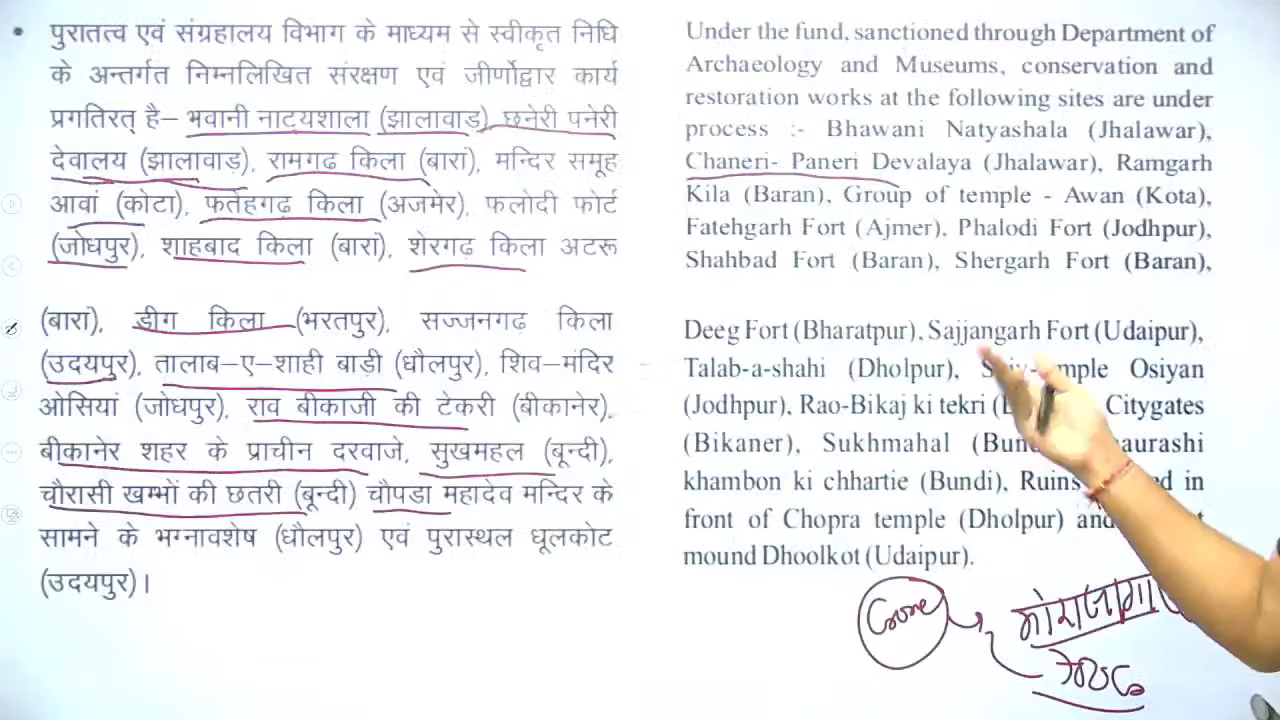 • पुरातत्व एवं संग्रहालय विभाग के माध्यम से स्वीकृत निधि
के अन्तर्गत निम्नलिखित संरक्षण एवं जीर्णोद्वार कार्य
प्रगतिरत् है– भवानी नाट्यशाला (झालावाड़) छनेरी पनेरी
देवालय (झालावाड़), रामगढ किला (बारां), मन्दिर समूह
आवां (कोटा), फतेहगढ़ किला (अजमेर), फलोदी फोर्ट
(जोधपुर), शाहबाद किला (बारां), शेरगढ़ किला अटरू
(बारां), डीग किला (भरतपुर), सज्जनगढ़ किला
(उदयपुर), तालाब–ए–शाही बाड़ी (धौलपुर), शिव–मंदिर
ओसियां (जोधपुर), राव बीकाजी की टेकरी (बीकानेर),
बीकानेर शहर के प्राचीन दरवाजे, सुखमहल (बून्दी),
चौरासी खम्भों की छतरी (बून्दी) चौपडा महादेव मन्दिर के
सामने के भग्नावशेष (धौलपुर) एवं पुरास्थल धूलकोट
(उदयपुर)।
Under the fund, sanctioned through Department of
Archaeology and Museums, conservation and
restoration works at the following sites are under
process :- Bhawani Natyashala (Jhalawar),
Chaneri- Paneri Devalaya (Jhalawar), Ramgarh
Kila (Baran), Group of temple - Awan (Kota),
Fatehgarh Fort (Ajmer), Phalodi Fort (Jodhpur),
Shahbad Fort (Baran), Shergarh Fort (Baran),
Deeg Fort (Bharatpur), Sajjangarh Fort (Udaipur),
Talab-a-shahi (Dholpur), Osiyan
(Jodhpur), Rao-Bikaj ki tekri Citygates
(Bikaner), Sukhmahal
khambon ki chhartie (Bundi), Ruins in
front of Chopra temple (Dholpur) and
mound Dhoolkot (Udaipur).